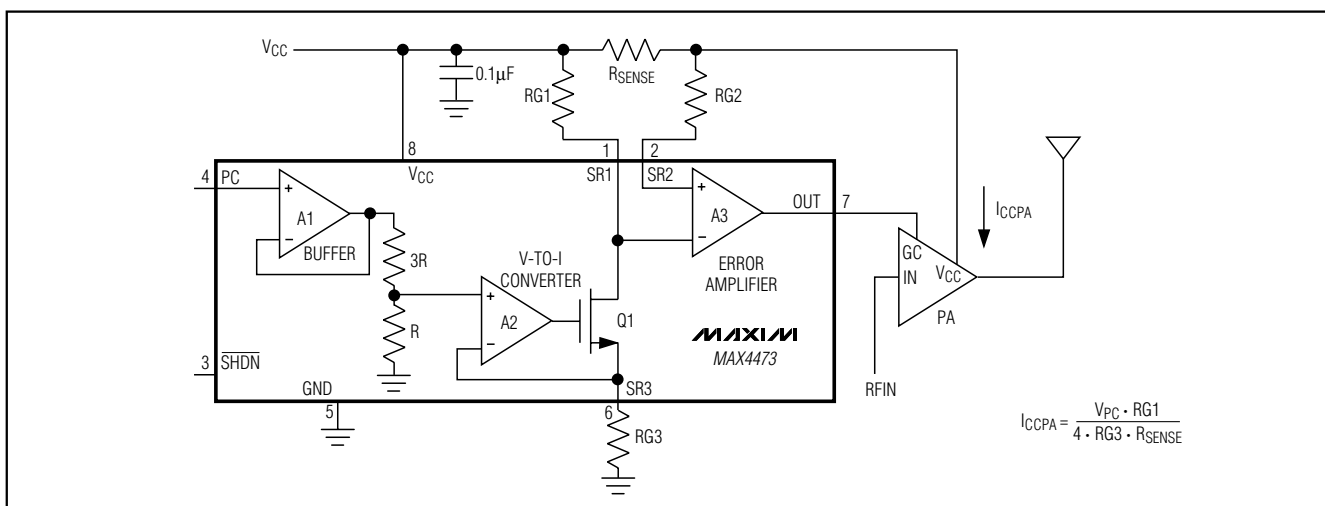 VCC
0.1µF
RSENSE
RG1
RG2
8
VCC
1
SR1
2
SR2
4
PC
+
A1
−
BUFFER
3R
R
V-TO-I
CONVERTER
+
A2
−
Q1
+
A3
−
ERROR
AMPLIFIER
OUT
7
MAXIM
MAX4473
ICCPA
GC
IN
VCC
PA
RFIN
3
SHDN
GND
5
SR3
6
RG3
ICCPA = VPC · RG1
4 · RG3 · RSENSE